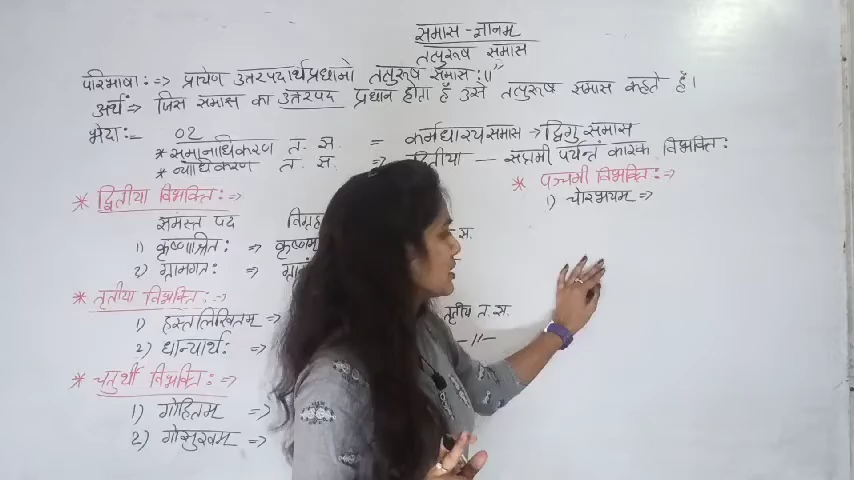 समास - ज्ञानम्
तत्पुरूष समास
परिभाषा: => प्रायेण उत्तरपदार्थप्रधानो तत्पुरूष समास:॥"
अर्थ => जिस समास का उत्तरपद प्रधान होता है उसे तत्पुरूष समास कहते हैं।
भेदा:- 02
* समानाधिकरण त. स. = कर्मधारयसमास → द्विगु समास
* व्याधिकरण त. स. => द्वितीया - सप्तमी पर्यन्तं कारक विभक्ति:
* द्वितीया विभक्ति: =>
समस्त पद
1) कृष्णाश्रित: => कृष्णम् स.
2) ग्रामगत: =>
* तृतीया विभक्ति: =>
1) हस्तलिखितम् => तृतीय त. स.
2) धान्यार्थ: => -"-
* चतुर्थी विभक्ति: =>
1) गोहितम् =>
2) गोसुखम् =>
* पञ्चमी विभक्ति: =>
1) चोरभयम् =>